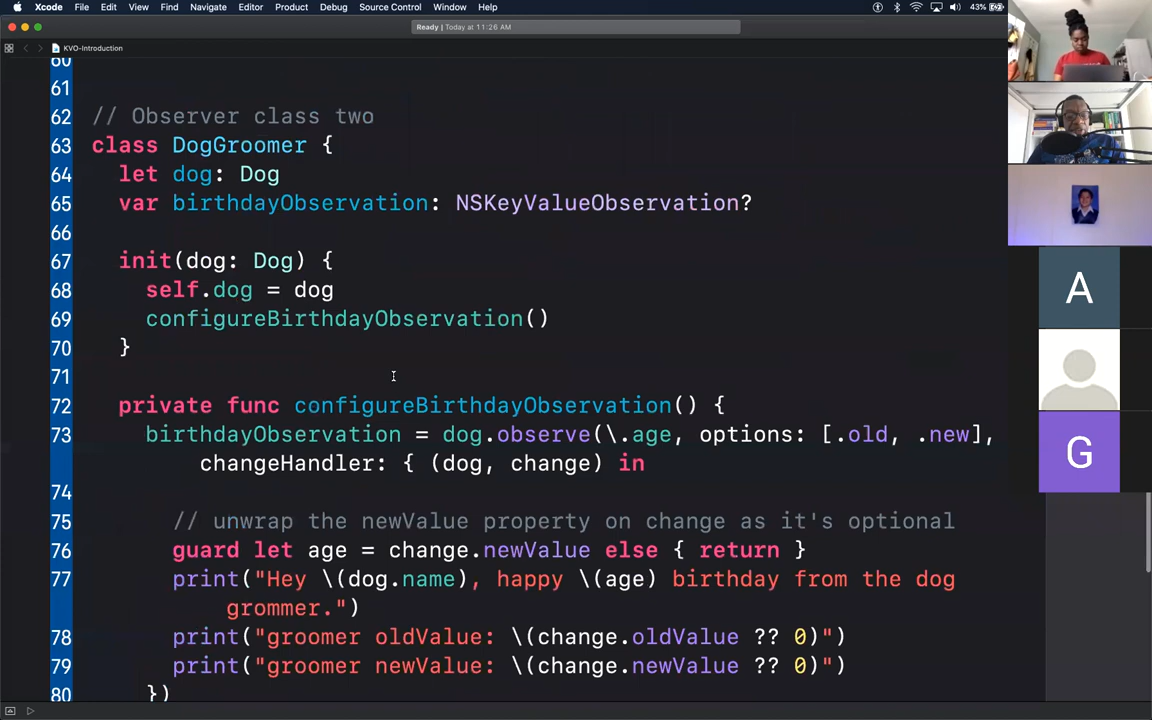 Xcode File Edit View Find Navigate Editor Product Debug Source Control Window Help 43%
Ready | Today at 11:26 AM
KVO-Introduction
60
61
62 // Observer class two
63 class DogGroomer {
64 let dog: Dog
65 var birthdayObservation: NSKeyValueObservation?
66
67 init(dog: Dog) {
68 self.dog = dog
69 configureBirthdayObservation()
70 }
71
72 private func configureBirthdayObservation() {
73 birthdayObservation = dog.observe(\.age, options: [.old, .new],
changeHandler: { (dog, change) in
74
75 // unwrap the newValue property on change as it's optional
76 guard let age = change.newValue else { return }
77 print("Hey \(dog.name), happy \(age) birthday from the dog
grommer.")
78 print("groomer oldValue: \(change.oldValue ?? 0)")
79 print("groomer newValue: \(change.newValue ?? 0)")
80 })
A
G